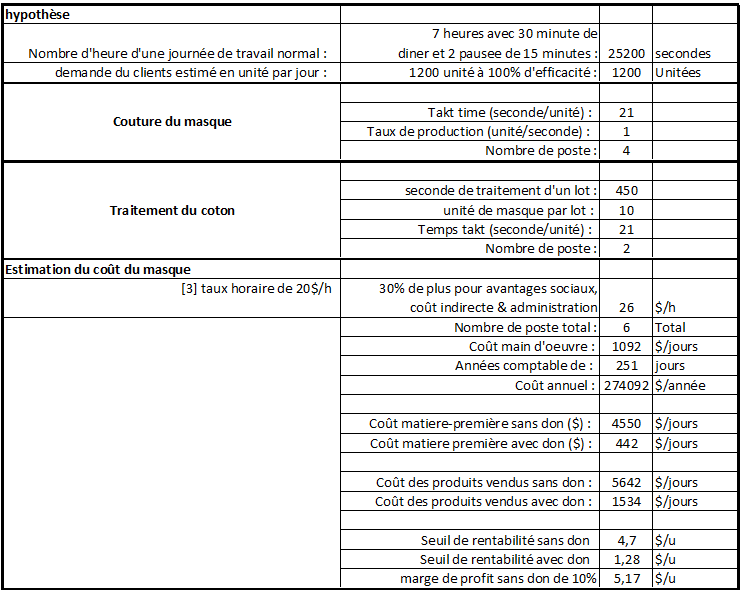 hypothèse
7 heures avec 30 minute de
Nombre d'heure d'une journée de travail normal : diner et 2 pausee de 15 minutes : 25200 secondes
demande du clients estimé en unité par jour : 1200 unité à 100% d'efficacité : 1200 Unitées
Couture du masque
Takt time (seconde/unité) : 21
Taux de production (unité/seconde) : 1
Nombre de poste : 4
Traitement du coton
seconde de traitement d'un lot : 450
unité de masque par lot : 10
Temps takt (seconde/unité) : 21
Nombre de poste : 2
Estimation du coût du masque
[3] taux horaire de 20$/h 30% de plus pour avantages sociaux,
coût indirecte & administration 26 $/h
Nombre de poste total : 6 Total
Coût main d'oeuvre : 1092 $/jours
Années comptable de : 251 jours
Coût annuel : 274092 $/année
Coût matiere-première sans don ($) : 4550 $/jours
Coût matiere première avec don ($) : 442 $/jours
Coût des produits vendus sans don : 5642 $/jours
Coût des produits vendus avec don : 1534 $/jours
Seuil de rentabilité sans don 4,7 $/u
Seuil de rentabilité avec don 1,28 $/u
marge de profit sans don de 10% 5,17 $/u